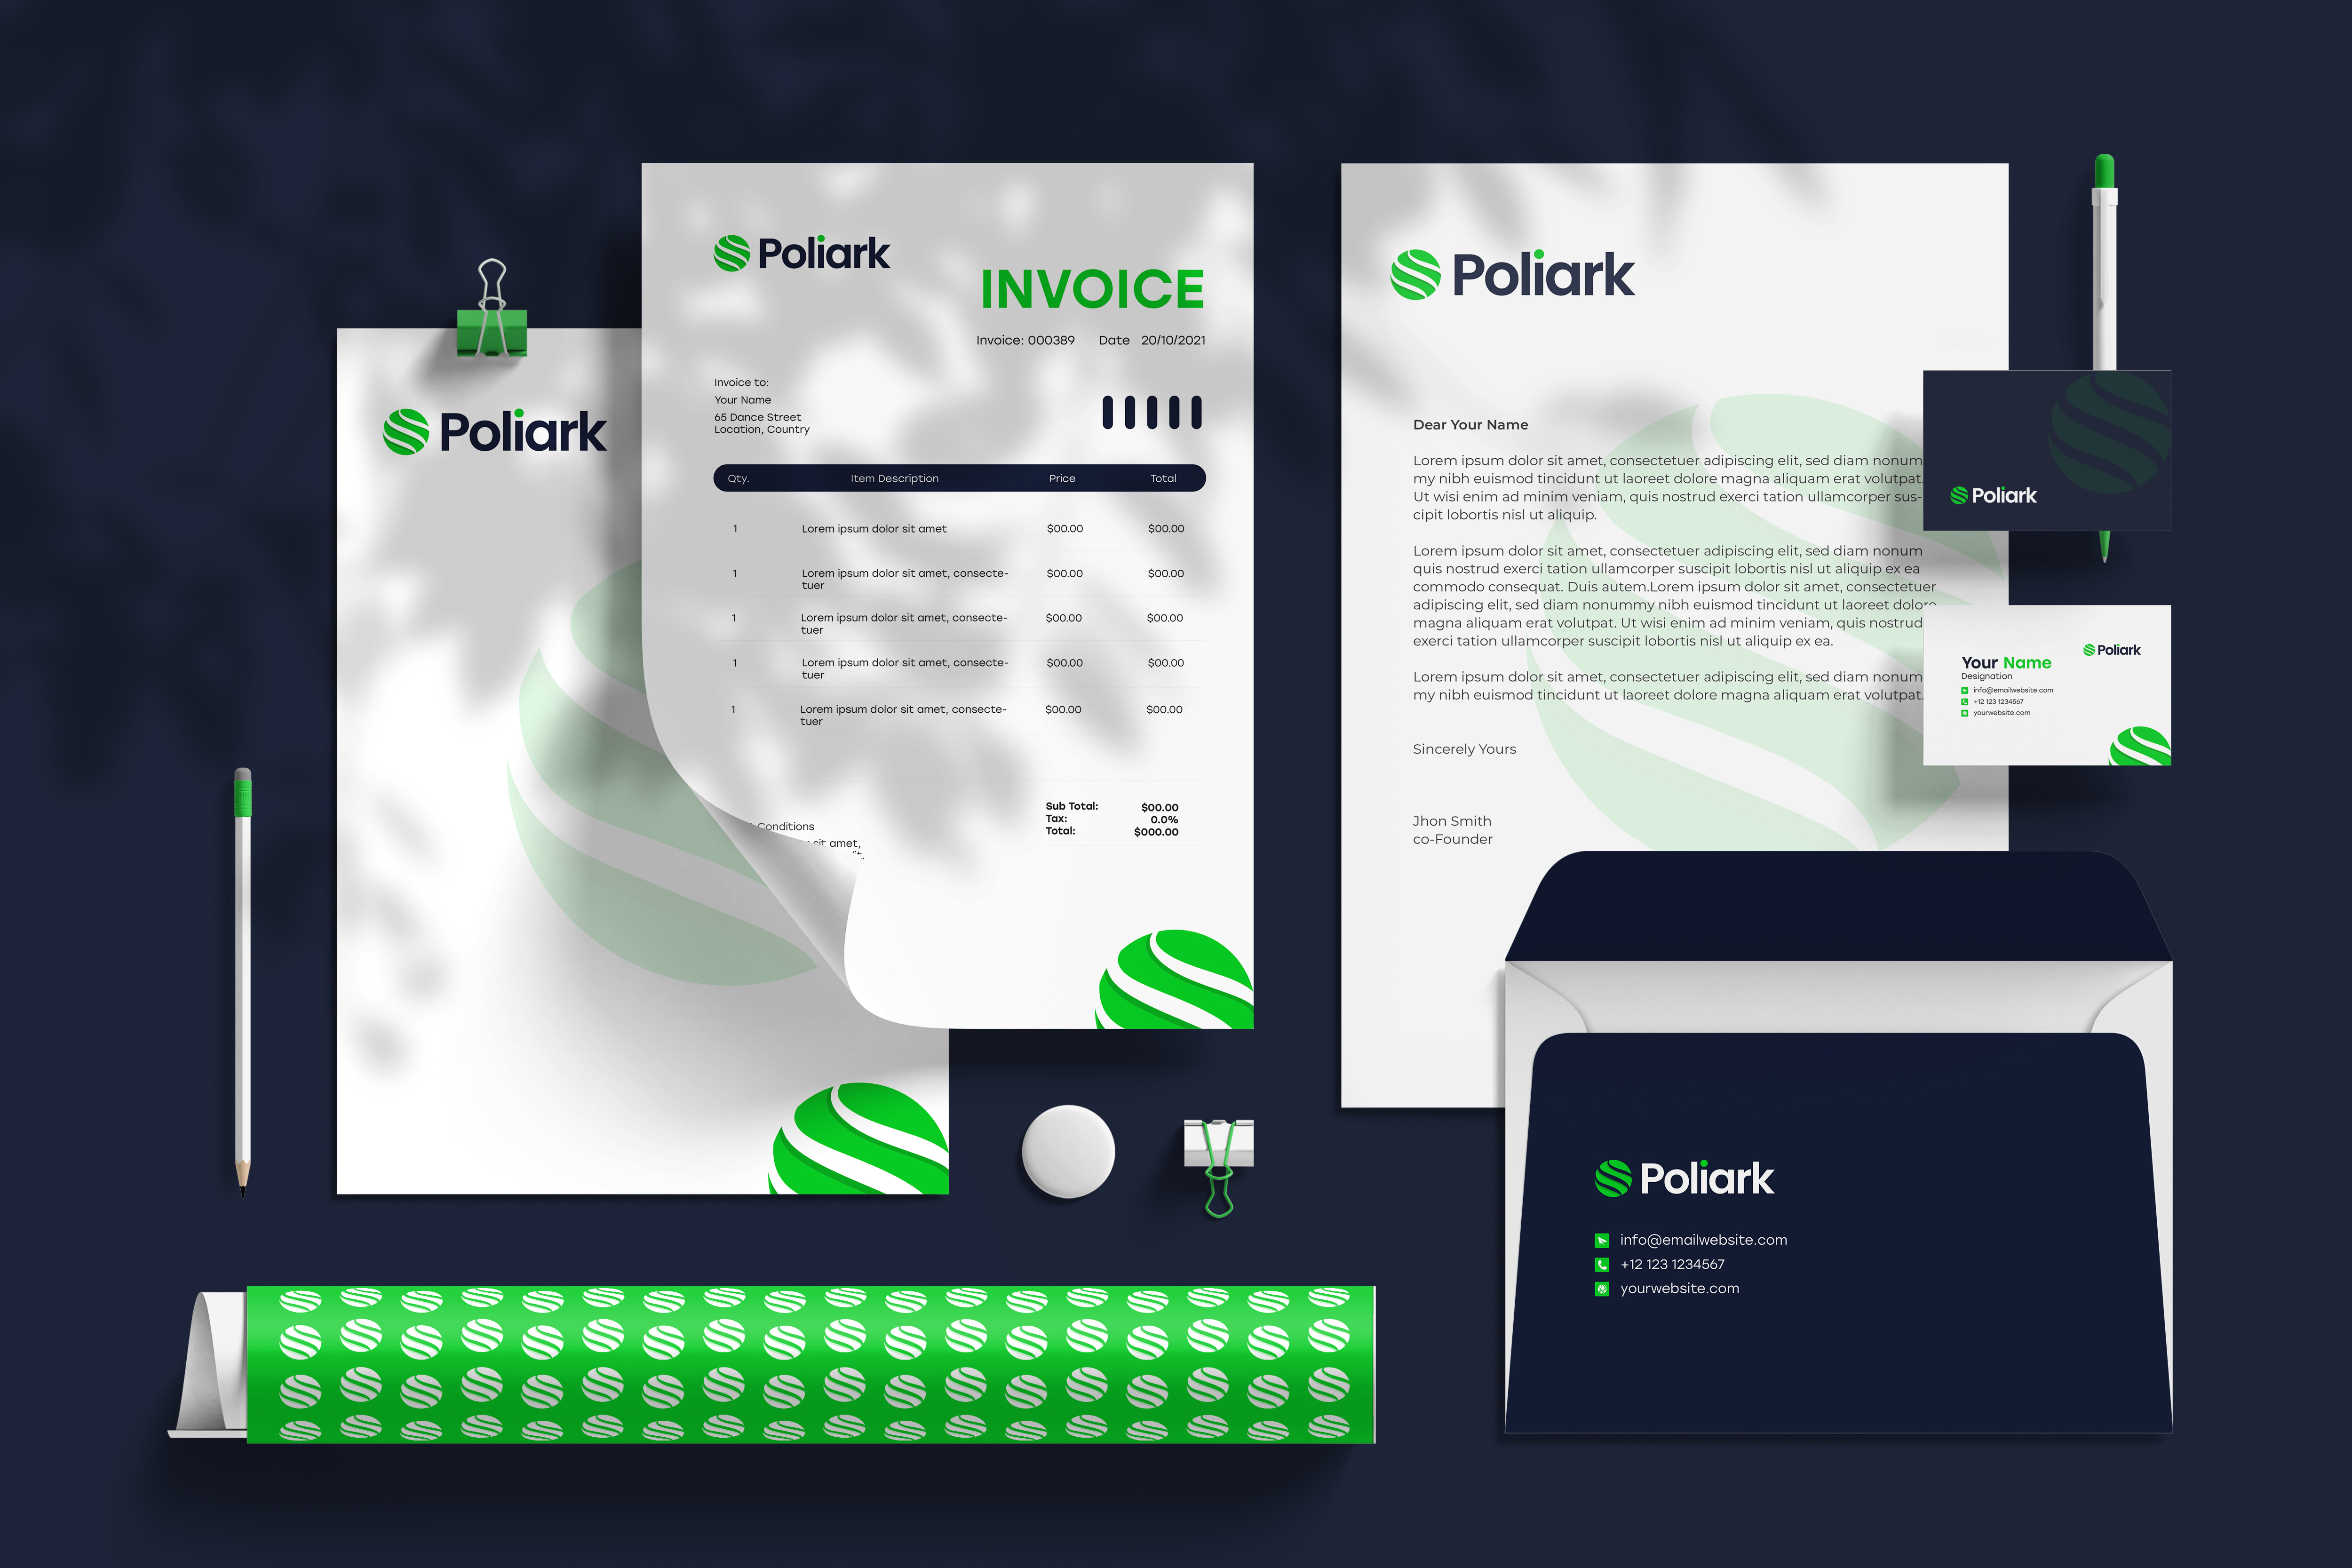 Poliark
Poliark
INVOICE
Invoice: 000389 Date 20/10/2021
Invoice to:
Your Name
65 Dance Street
Location, Country
Qty. Item Description Price Total
1 Lorem ipsum dolor sit amet $00.00 $00.00
1 Lorem ipsum dolor sit amet, consecte-
tuer $00.00 $00.00
1 Lorem ipsum dolor sit amet, consecte-
tuer $00.00 $00.00
1 Lorem ipsum dolor sit amet, consecte-
tuer $00.00 $00.00
1 Lorem ipsum dolor sit amet, consecte-
tuer $00.00 $00.00
Conditions
sit amet,
Sub Total: $00.00
Tax: 0.0%
Total: $000.00
Poliark
Dear Your Name
Lorem ipsum dolor sit amet, consectetuer adipiscing elit, sed diam nonum
my nibh euismod tincidunt ut laoreet dolore magna aliquam erat volutpat.
Ut wisi enim ad minim veniam, quis nostrud exerci tation ullamcorper sus-
cipit lobortis nisl ut aliquip.
Lorem ipsum dolor sit amet, consectetuer adipiscing elit, sed diam nonum
quis nostrud exerci tation ullamcorper suscipit lobortis nisl ut aliquip ex ea
commodo consequat. Duis autem.Lorem ipsum dolor sit amet, consectetuer
adipiscing elit, sed diam nonummy nibh euismod tincidunt ut laoreet dolore
magna aliquam erat volutpat. Ut wisi enim ad minim veniam, quis nostrud
exerci tation ullamcorper suscipit lobortis nisl ut aliquip ex ea.
Lorem ipsum dolor sit amet, consectetuer adipiscing elit, sed diam nonum
my nibh euismod tincidunt ut laoreet dolore magna aliquam erat volutpat.
Sincerely Yours
Jhon Smith
co-Founder
Poliark
Poliark
Your Name
Designation
info@emailwebsite.com
+12 123 1234567
yourwebsite.com
Poliark
info@emailwebsite.com
+12 123 1234567
yourwebsite.com